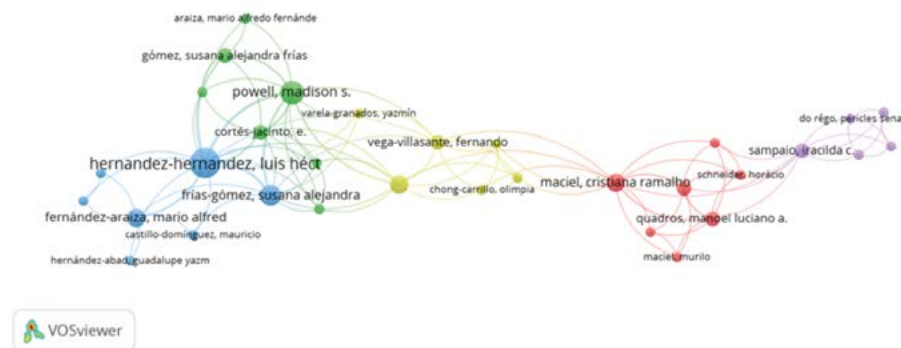 araiza, mario alfredo fernánde
gómez, susana alejandra frías
powell, madison s.
varela-granados, yazmín
cortés-jacinto, e.
vega-villasante, fernando
do rêgo, péricles sena
sampaio, iracilda c.
hernandez-hernandez, luis héct
schneider, horácio
maciel, cristiana ramalho
chong-carrillo, olimpia
frías-gómez, susana alejandra
fernández-araiza, mario alfred
quadros, manoel luciano a.
castillo-domínguez, mauricio
maciel, murilo
hernández-abad, guadalupe yazm
VOSviewer